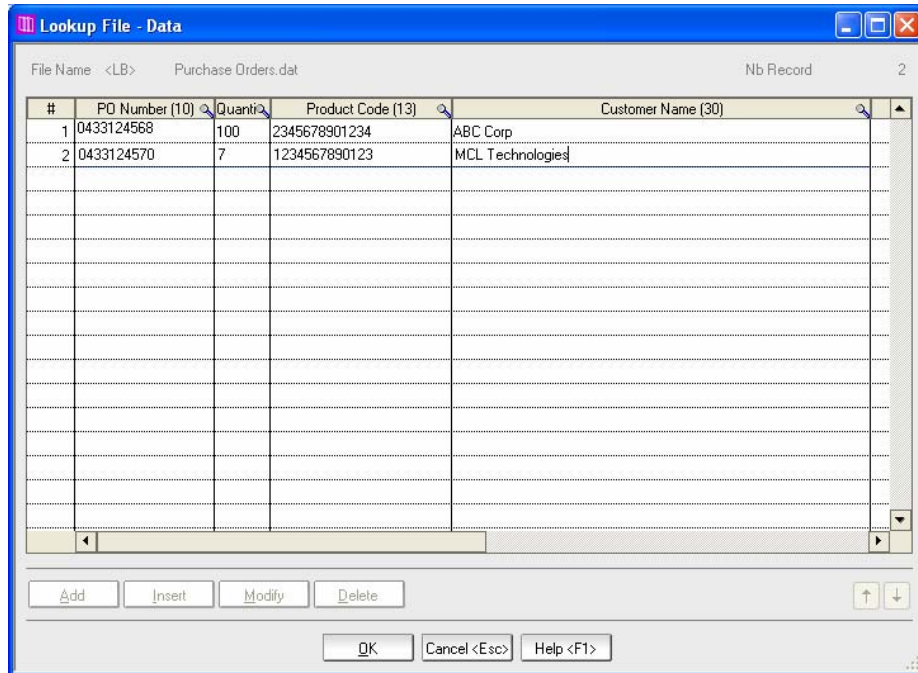 Lookup File - Data
File Name <LB> Purchase Orders.dat Nb Record 2
# PO Number (10) Quanti Product Code (13) Customer Name (30)
1 0433124568 100 2345678901234 ABC Corp
2 0433124570 7 1234567890123 MCL Technologies
Add Insert Modify Delete
OK Cancel <Esc> Help <F1>